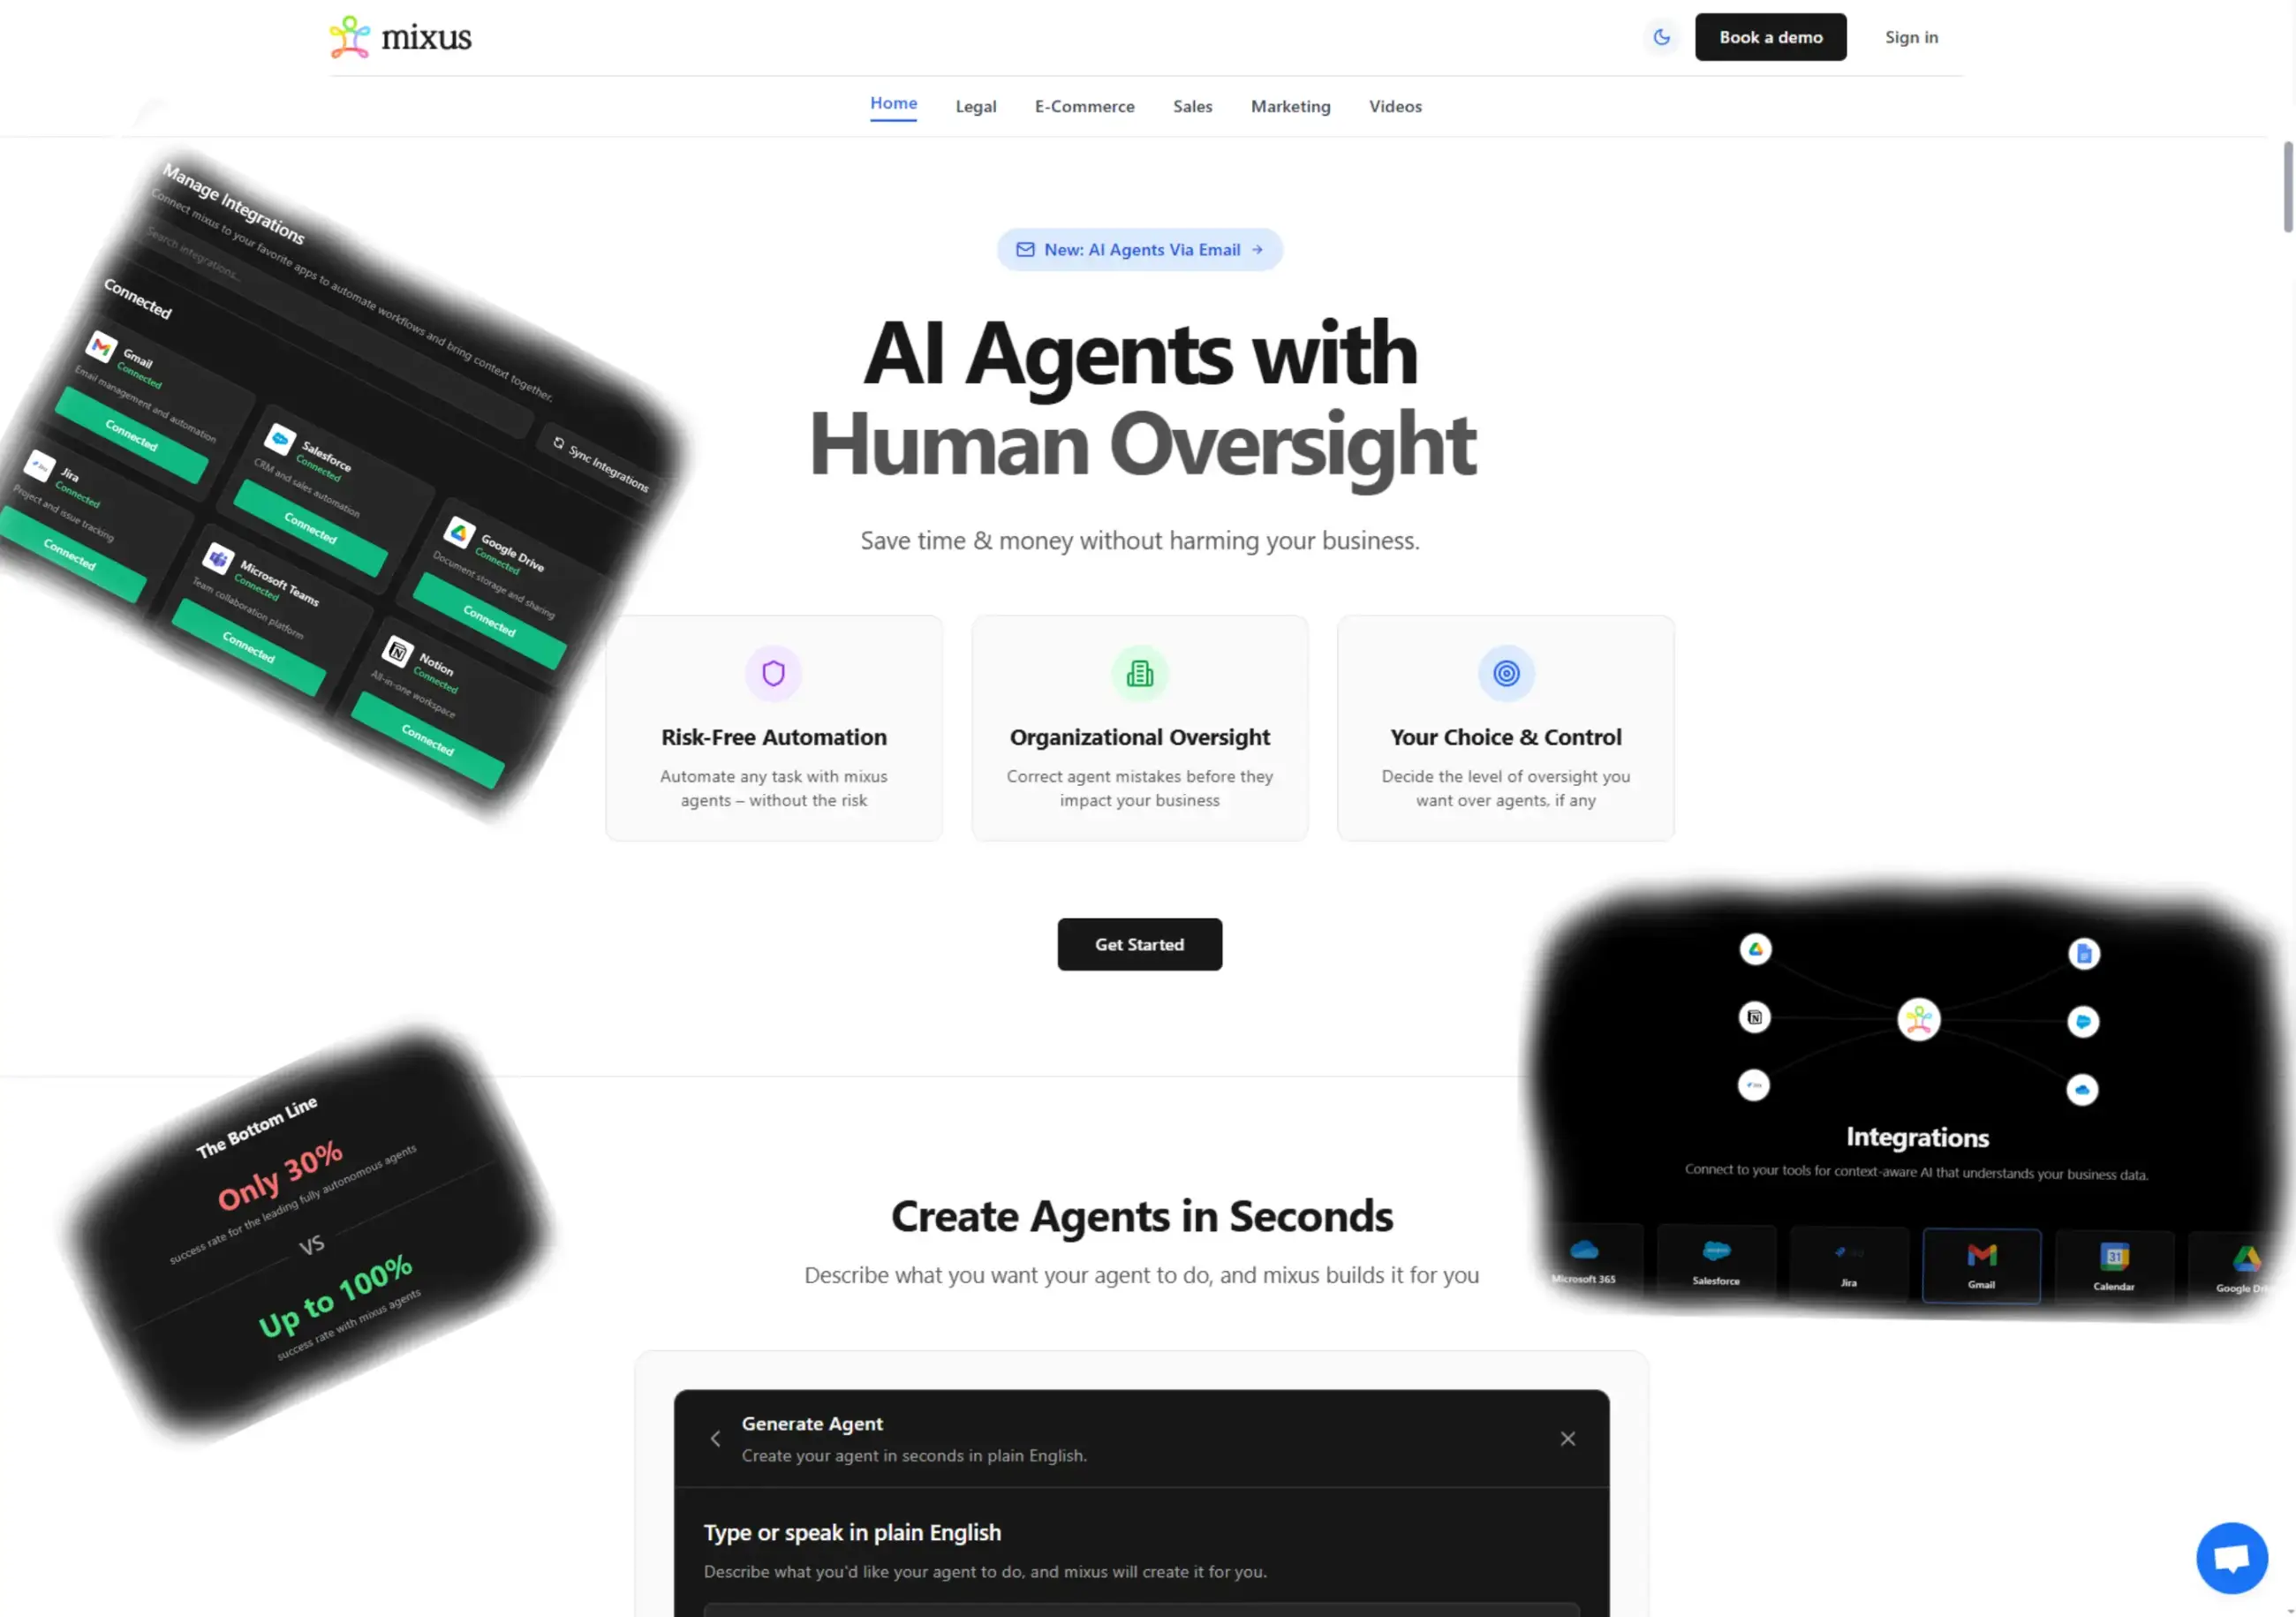 mixus
Book a demo
Sign in
Home
Legal
E-Commerce
Sales
Marketing
Videos
Manage Integrations
Connect mixus to your favorite apps to automate workflows and bring context together.
Search integrations...
Sync Integrations
Connected
Gmail
Connected
Email management and automation
Connected
Salesforce
Connected
CRM and sales automation
Connected
Google Drive
Connected
Document storage and sharing
Connected
Jira
Connected
Project and issue tracking
Connected
Microsoft Teams
Connected
Team collaboration platform
Connected
Notion
Connected
All-in-one workspace
Connected
New: AI Agents Via Email →
AI Agents with
Human Oversight
Save time & money without harming your business.
Risk-Free Automation
Automate any task with mixus
agents – without the risk
Organizational Oversight
Correct agent mistakes before they
impact your business
Your Choice & Control
Decide the level of oversight you
want over agents, if any
Get Started
The Bottom Line
Only 30%
success rate for the leading fully autonomous agents
VS
Up to 100%
success rate with mixus agents
Integrations
Connect to your tools for context-aware AI that understands your business data.
Microsoft 365
Salesforce
Jira
Gmail
31
Calendar
Google
Create Agents in Seconds
Describe what you want your agent to do, and mixus builds it for you
Generate Agent
Create your agent in seconds in plain English.
Type or speak in plain English
Describe what you'd like your agent to do, and mixus will create it for you.